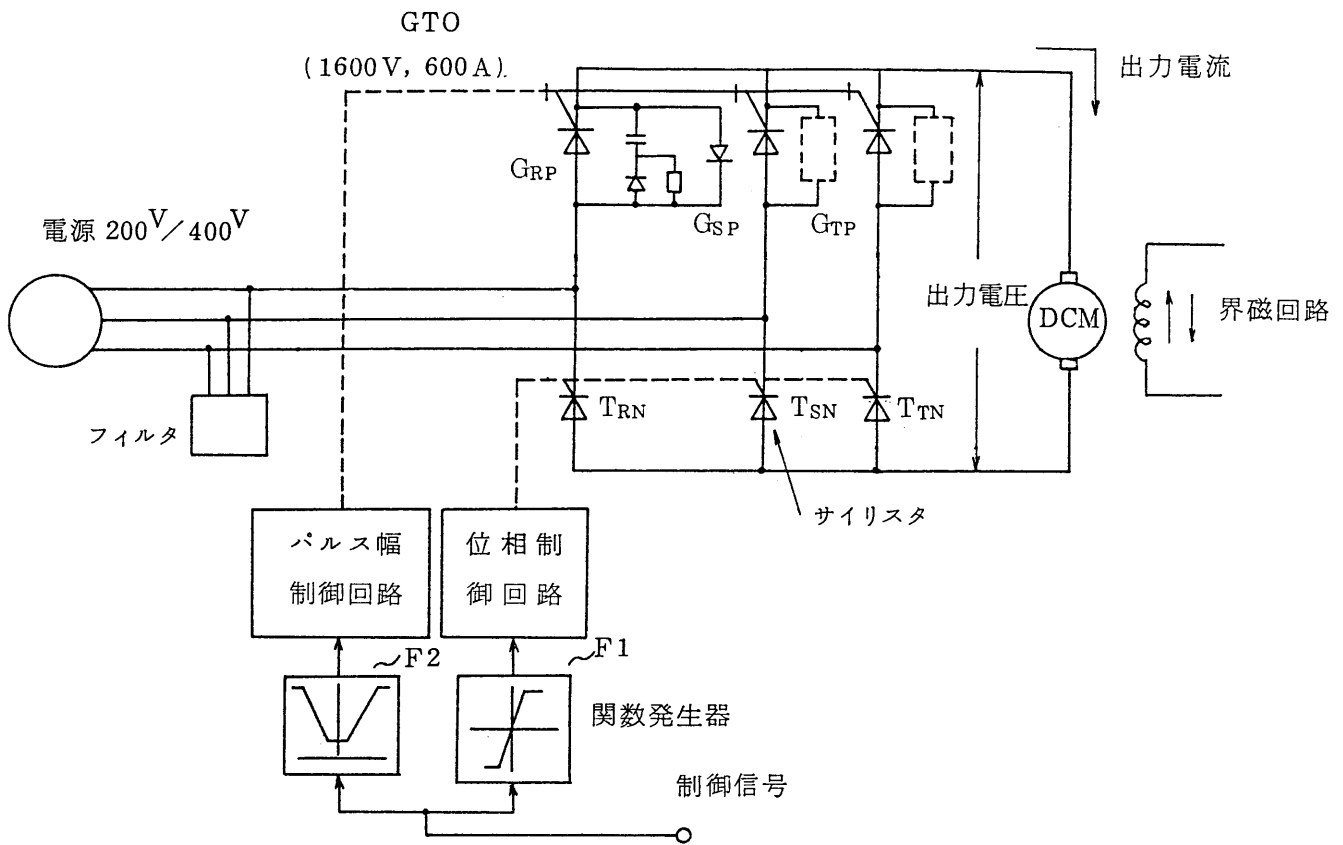 GTO
(1600V, 600A).
出力電流
GRP
GSP
GTP
電源 200V/400V
出力電圧
DCM
界磁回路
TRN
TSN
TTN
フィルタ
サイリスタ
パルス幅
制御回路
位相制
御回路
F2
F1
関数発生器
制御信号